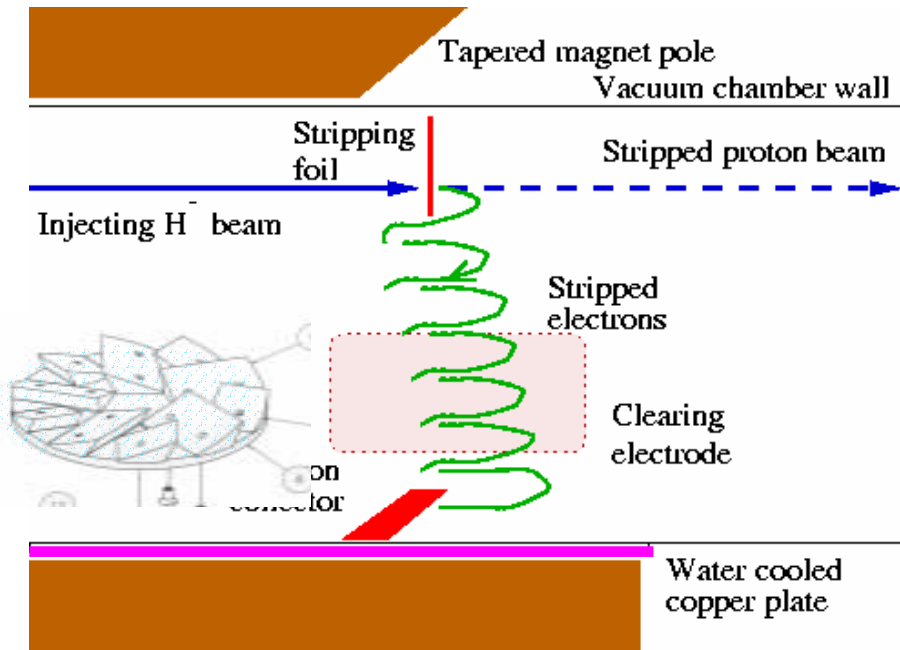 Tapered magnet pole
Vacuum chamber wall
Stripping
foil
Stripped proton beam
Injecting H⁻ beam
Stripped
electrons
Clearing
electrode
Water cooled
copper plate